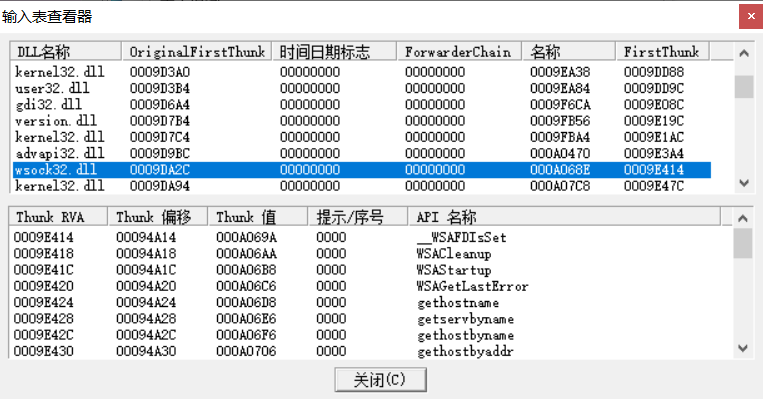 输入表查看器
DLL名称 OriginalFirstThunk 时间日期标志 ForwarderChain 名称 FirstThunk
kernel32.dll 0009D3A0 00000000 00000000 0009EA38 0009DD88
user32.dll 0009D3B4 00000000 00000000 0009EA84 0009DD9C
gdi32.dll 0009D6A4 00000000 00000000 0009F6CA 0009E08C
version.dll 0009D7B4 00000000 00000000 0009FB56 0009E19C
kernel32.dll 0009D7C4 00000000 00000000 0009FBA4 0009E1AC
advapi32.dll 0009D9BC 00000000 00000000 000A0470 0009E3A4
wsock32.dll 0009DA2C 00000000 00000000 000A068E 0009E414
kernel32.dll 0009DA94 00000000 00000000 000A07C8 0009E47C
Thunk RVA Thunk 偏移 Thunk 值 提示/序号 API 名称
0009E414 00094A14 000A069A 0000 __WSAFDIsSet
0009E418 00094A18 000A06AA 0000 WSACleanup
0009E41C 00094A1C 000A06B8 0000 WSAStartup
0009E420 00094A20 000A06C6 0000 WSAGetLastError
0009E424 00094A24 000A06D8 0000 gethostname
0009E428 00094A28 000A06E6 0000 getservbyname
0009E42C 00094A2C 000A06F6 0000 gethostbyname
0009E430 00094A30 000A0706 0000 gethostbyaddr
关闭(C)